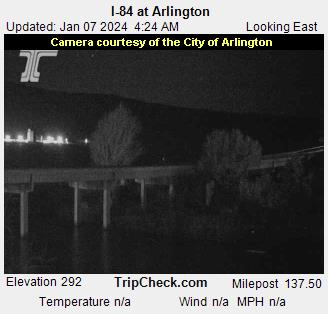 I-84 at Arlington
Updated: Jan 07 2024 4:24 AM Looking East
Camera courtesy of the City of Arlington
Elevation 292 TripCheck.com Milepost 137.50
Temperature n/a Wind n/a MPH n/a